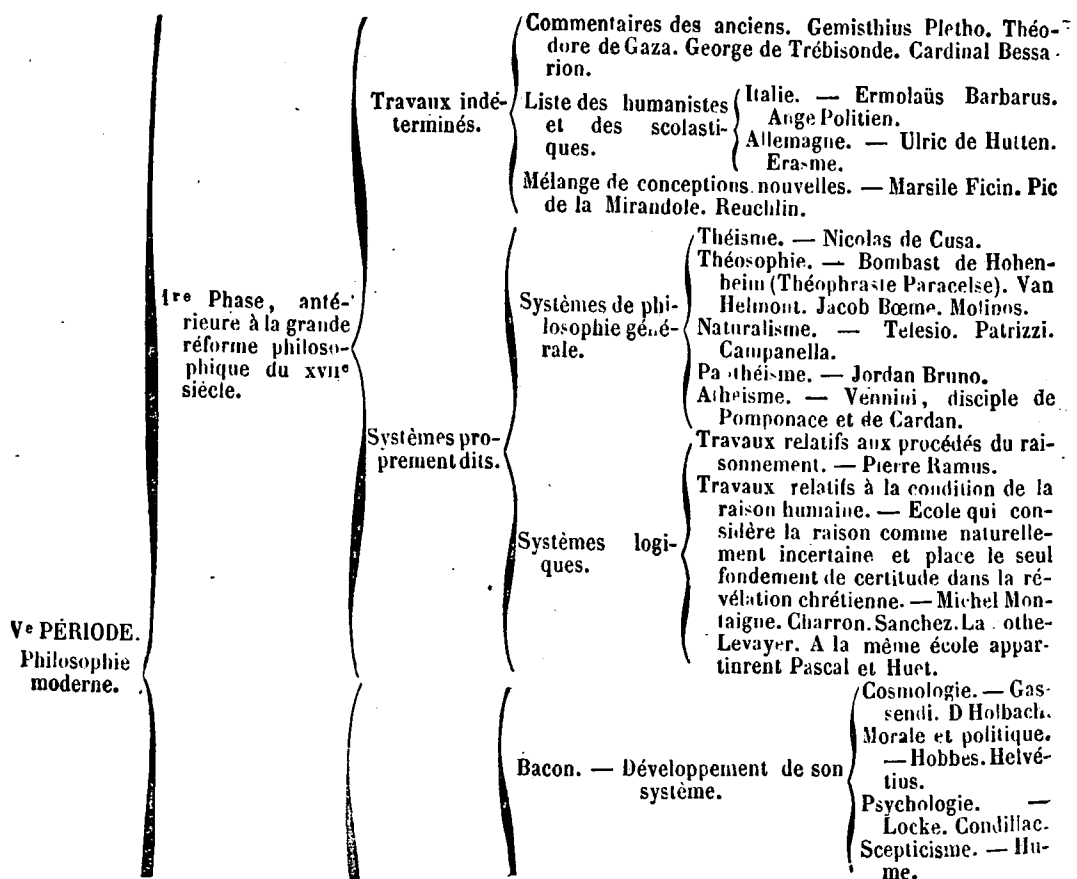 Ve PÉRIODE.
Philosophie
moderne.
1re Phase, anté-
rieure à la grande
réforme philoso-
phique du XVIIe
siècle.
Travaux indé-
terminés.
Commentaires des anciens. Gemisthius Pletho. Théo-
dore de Gaza. George de Trébisonde. Cardinal Bessa-
rion.
Liste des humanistes
et des scolasti-
ques.
Italie. — Ermolaüs Barbarus.
Ange Politien.
Allemagne. — Ulric de Hutten.
Erasme.
Mélange de conceptions nouvelles. — Marsile Ficin. Pic
de la Mirandole. Reuchlin.
Systèmes pro-
prement dits.
Systèmes de phi-
losophie géné-
rale.
Théisme. — Nicolas de Cusa.
Théosophie. — Bombast de Hohen-
heim (Théophraste Paracelse). Van
Helmont. Jacob Bœme. Molinos.
Naturalisme. — Telesio. Patrizzi.
Campanella.
Panthéisme. — Jordan Bruno.
Atheisme. — Vennini, disciple de
Pomponace et de Cardan.
Systèmes logi-
ques.
Travaux relatifs aux procédés du rai-
sonnement. — Pierre Ramus.
Travaux relatifs à la condition de la
raison humaine. — Ecole qui con-
sidère la raison comme naturelle-
ment incertaine et place le seul
fondement de certitude dans la ré-
vélation chrétienne. — Michel Mon-
taigne. Charron. Sanchez. La othe-
Levayer. A la même école appar-
tinrent Pascal et Huet.
Bacon. — Développement de son
système.
Cosmologie. — Gas-
sendi. D Holbach.
Morale et politique.
— Hobbes. Helvé-
tius.
Psychologie. —
Locke. Condillac.
Scepticisme. — Hu-
me.